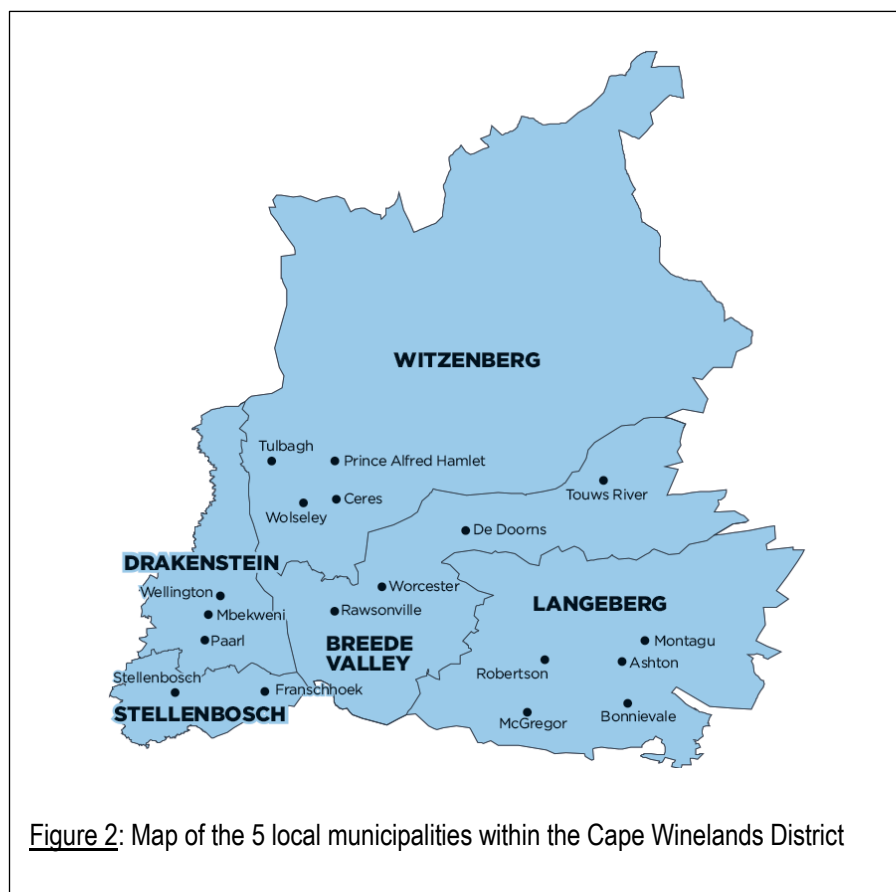 WITZENBERG
Tulbagh
Prince Alfred Hamlet
Ceres
Wolseley
Touws River
De Doorns
DRAKENSTEIN
Wellington
Mbekweni
Paarl
Worcester
Rawsonville
BREEDE
VALLEY
LANGEBERG
Montagu
Ashton
Robertson
McGregor
Bonnievale
Stellenbosch
Franschhoek
STELLENBOSCH
Figure 2: Map of the 5 local municipalities within the Cape Winelands District